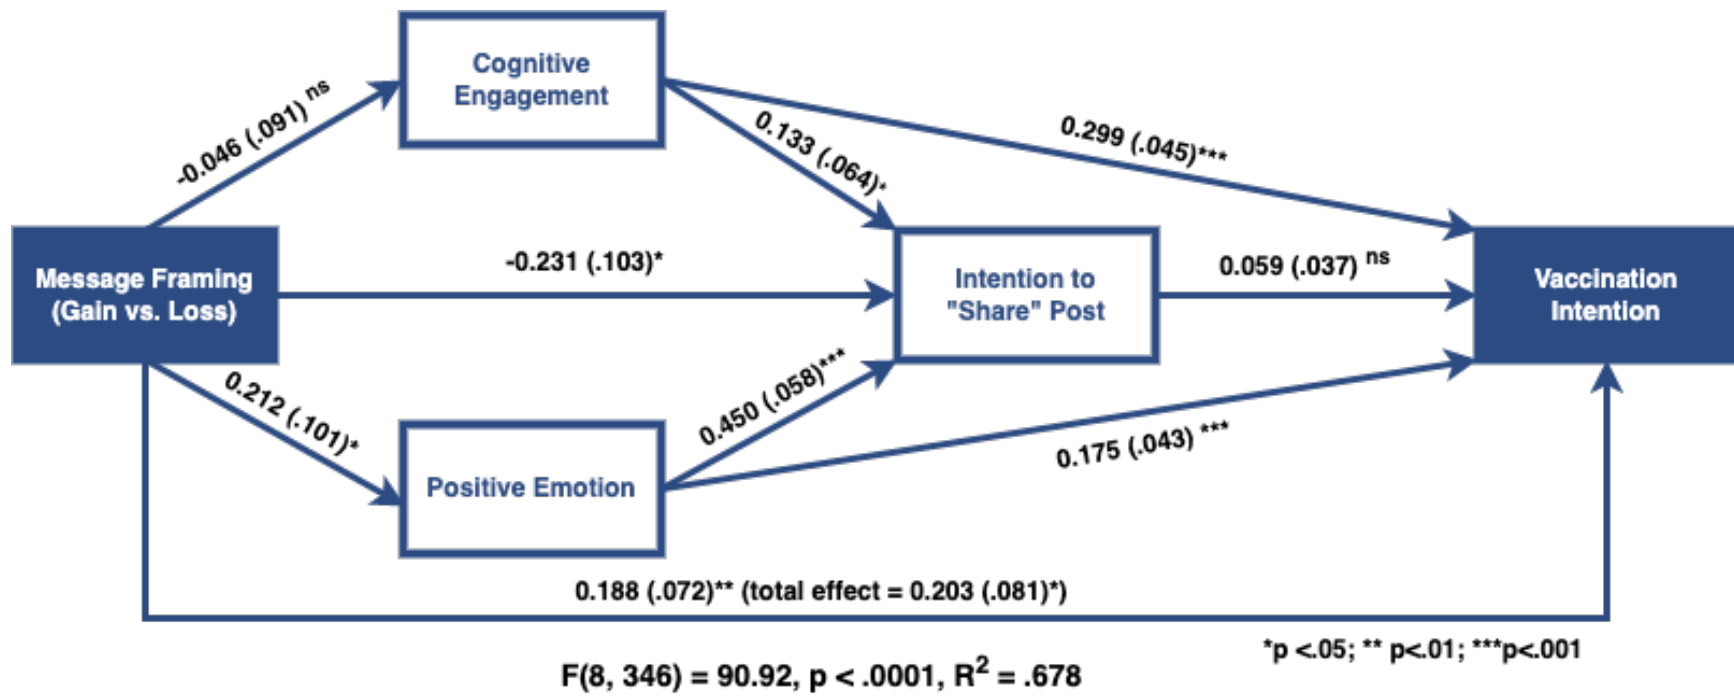 Cognitive
Engagement
-0.046 (.091) ns
0.133 (.064)*
0.299 (.045)***
Message Framing
(Gain vs. Loss)
-0.231 (.103)*
Intention to
"Share" Post
0.059 (.037) ns
Vaccination
Intention
0.212 (.101)*
0.450 (.058)***
Positive Emotion
0.175 (.043) ***
0.188 (.072)** (total effect = 0.203 (.081)*)
*p <.05; ** p<.01; ***p<.001
F(8, 346) = 90.92, p < .0001, R2 = .678